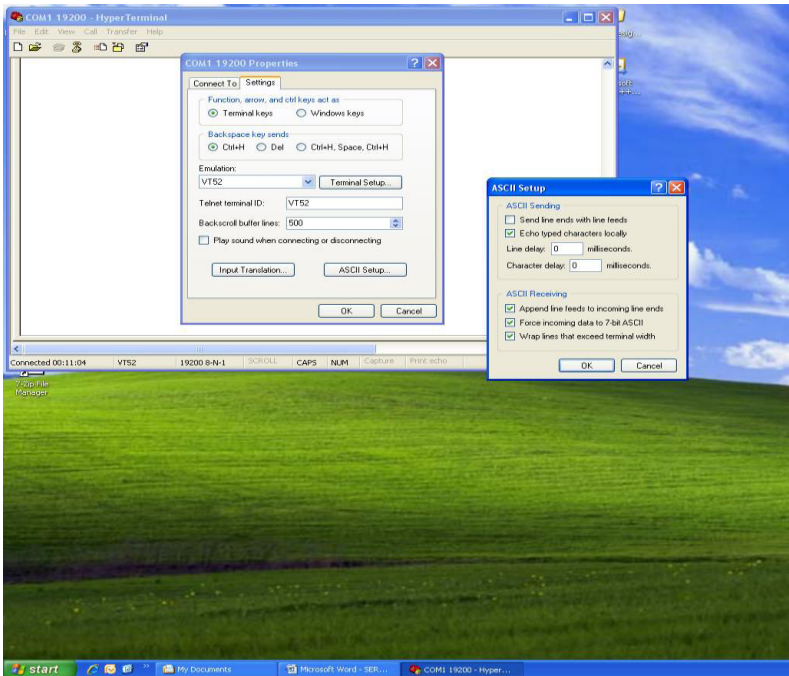 COM1 19200 - HyperTerminal
File Edit View Call Transfer Help
COM1 19200 Properties
Connect To Settings
Function, arrow, and ctrl keys act as
Terminal keys Windows keys
Backspace key sends
Ctrl+H Del Ctrl+H, Space, Ctrl+H
Emulation:
VT52 Terminal Setup...
Telnet terminal ID: VT52
Backscroll buffer lines: 500
Play sound when connecting or disconnecting
Input Translation... ASCII Setup...
OK Cancel
ASCII Setup
ASCII Sending
Send line ends with line feeds
Echo typed characters locally
Line delay: 0 milliseconds.
Character delay: 0 milliseconds.
ASCII Receiving
Append line feeds to incoming line ends
Force incoming data to 7-bit ASCII
Wrap lines that exceed terminal width
OK Cancel
Connected 00:11:04 VT52 19200 8-N-1 SCROLL CAPS NUM Capture Print echo
7-Zip File
Manager
start My Documents Microsoft Word - SER... COM1 19200 - Hyper...